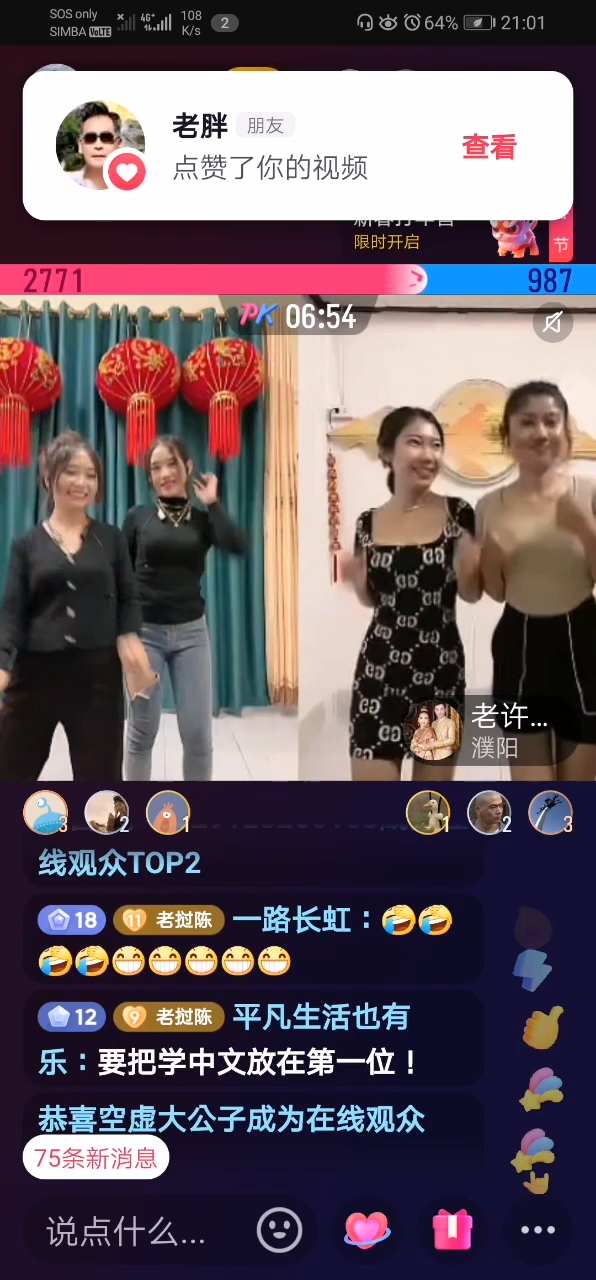 SOS only
SIMBA VoLTE
4G+
108
K/s
2
64%
21:01
老胖 朋友
点赞了你的视频
查看
限时开启
节
2771
987
PK 06:54
老许...
濮阳
3
2
1
1
2
3
线观众TOP2
18 11 老挝陈 一路长虹：🤣🤣
🤣🤣😁😁😁😁😁
12 9 老挝陈 平凡生活也有
乐：要把学中文放在第一位！
恭喜空虚大公子成为在线观众
75条新消息
说点什么...